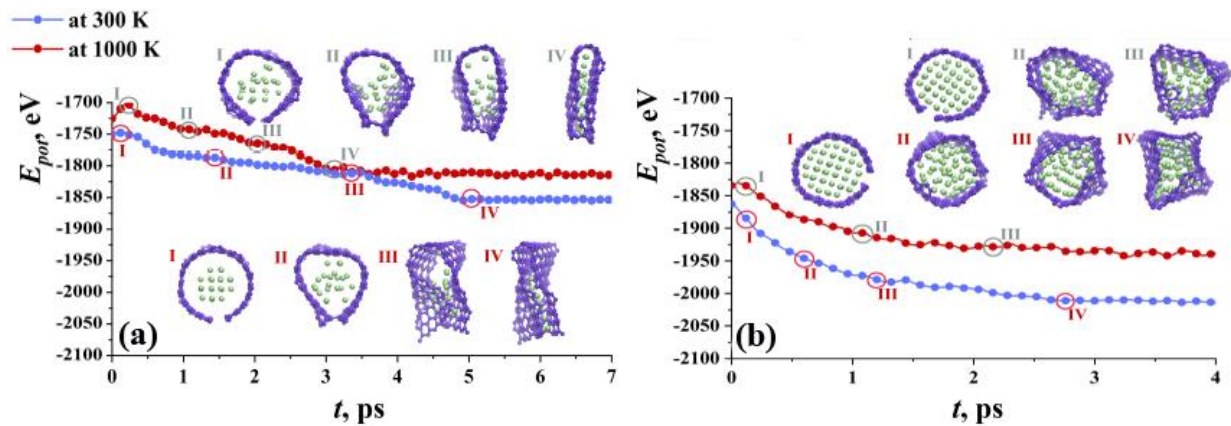 at 300 K
at 1000 K
I II III IV
I
II
III
IV
I
II
III
IV
I II III IV
-1700
-1750
-1800
-1850
-1900
-1950
-2000
-2050
-2100
E_pot, eV
(a)
0 1 2 3 4 5 6 7
t, ps
I II III
I II III IV
I
II
III
I
II
III
IV
-1700
-1750
-1800
-1850
-1900
-1950
-2000
-2050
-2100
E_pot, eV
(b)
0 1 2 3 4
t, ps